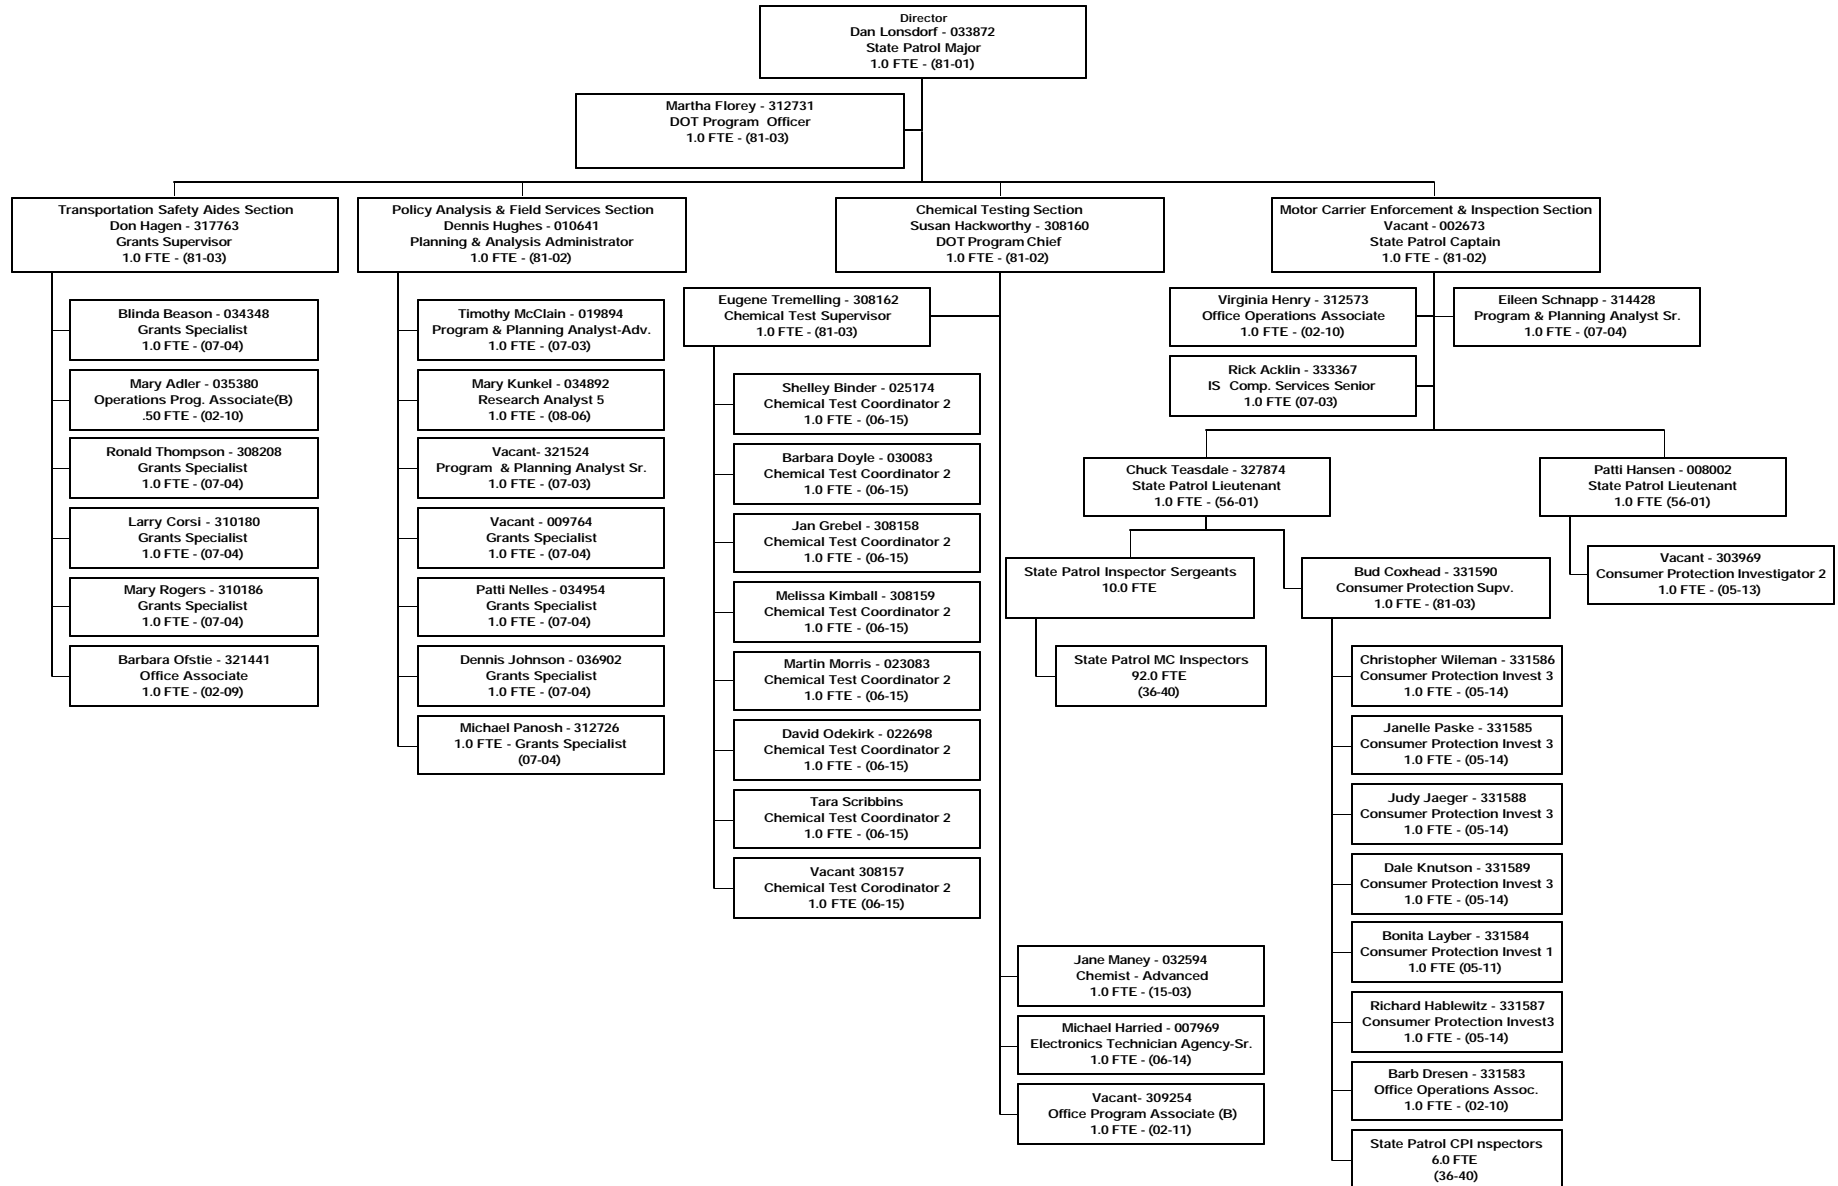 Director
Dan Lonsdorf - 033872
State Patrol Major
1.0 FTE - (81-01)
Martha Florey - 312731
DOT Program Officer
1.0 FTE - (81-03)
Transportation Safety Aides Section
Don Hagen - 317763
Grants Supervisor
1.0 FTE - (81-03)
Blinda Beason - 034348
Grants Specialist
1.0 FTE - (07-04)
Mary Adler - 035380
Operations Prog. Associate(B)
.50 FTE - (02-10)
Ronald Thompson - 308208
Grants Specialist
1.0 FTE - (07-04)
Larry Corsi - 310180
Grants Specialist
1.0 FTE - (07-04)
Mary Rogers - 310186
Grants Specialist
1.0 FTE - (07-04)
Barbara Ofstie - 321441
Office Associate
1.0 FTE - (02-09)
Policy Analysis & Field Services Section
Dennis Hughes - 010641
Planning & Analysis Administrator
1.0 FTE - (81-02)
Timothy McClain - 019894
Program & Planning Analyst-Adv.
1.0 FTE - (07-03)
Mary Kunkel - 034892
Research Analyst 5
1.0 FTE - (08-06)
Vacant- 321524
Program & Planning Analyst Sr.
1.0 FTE - (07-03)
Vacant - 009764
Grants Specialist
1.0 FTE - (07-04)
Patti Nelles - 034954
Grants Specialist
1.0 FTE - (07-04)
Dennis Johnson - 036902
Grants Specialist
1.0 FTE - (07-04)
Michael Panosh - 312726
1.0 FTE - Grants Specialist
(07-04)
Chemical Testing Section
Susan Hackworthy - 308160
DOT Program Chief
1.0 FTE - (81-02)
Eugene Tremelling - 308162
Chemical Test Supervisor
1.0 FTE - (81-03)
Shelley Binder - 025174
Chemical Test Coordinator 2
1.0 FTE - (06-15)
Barbara Doyle - 030083
Chemical Test Coordinator 2
1.0 FTE - (06-15)
Jan Grebel - 308158
Chemical Test Coordinator 2
1.0 FTE - (06-15)
Melissa Kimball - 308159
Chemical Test Coordinator 2
1.0 FTE - (06-15)
Martin Morris - 023083
Chemical Test Coordinator 2
1.0 FTE - (06-15)
David Odekirk - 022698
Chemical Test Coordinator 2
1.0 FTE - (06-15)
Tara Scribbins
Chemical Test Coordinator 2
1.0 FTE - (06-15)
Vacant 308157
Chemical Test Corodinator 2
1.0 FTE (06-15)
Jane Maney - 032594
Chemist - Advanced
1.0 FTE - (15-03)
Michael Harried - 007969
Electronics Technician Agency-Sr.
1.0 FTE - (06-14)
Vacant- 309254
Office Program Associate (B)
1.0 FTE - (02-11)
Motor Carrier Enforcement & Inspection Section
Vacant - 002673
State Patrol Captain
1.0 FTE - (81-02)
Virginia Henry - 312573
Office Operations Associate
1.0 FTE - (02-10)
Eileen Schnapp - 314428
Program & Planning Analyst Sr.
1.0 FTE - (07-04)
Rick Acklin - 333367
IS Comp. Services Senior
1.0 FTE (07-03)
Chuck Teasdale - 327874
State Patrol Lieutenant
1.0 FTE - (56-01)
State Patrol Inspector Sergeants
10.0 FTE
State Patrol MC Inspectors
92.0 FTE
(36-40)
Bud Coxhead - 331590
Consumer Protection Supv.
1.0 FTE - (81-03)
Christopher Wileman - 331586
Consumer Protection Invest 3
1.0 FTE - (05-14)
Janelle Paske - 331585
Consumer Protection Invest 3
1.0 FTE - (05-14)
Judy Jaeger - 331588
Consumer Protection Invest 3
1.0 FTE - (05-14)
Dale Knutson - 331589
Consumer Protection Invest 3
1.0 FTE - (05-14)
Bonita Layber - 331584
Consumer Protection Invest 1
1.0 FTE (05-11)
Richard Hablewitz - 331587
Consumer Protection Invest3
1.0 FTE - (05-14)
Barb Dresen - 331583
Office Operations Assoc.
1.0 FTE - (02-10)
State Patrol CPI nspectors
6.0 FTE
(36-40)
Patti Hansen - 008002
State Patrol Lieutenant
1.0 FTE (56-01)
Vacant - 303969
Consumer Protection Investigator 2
1.0 FTE - (05-13)